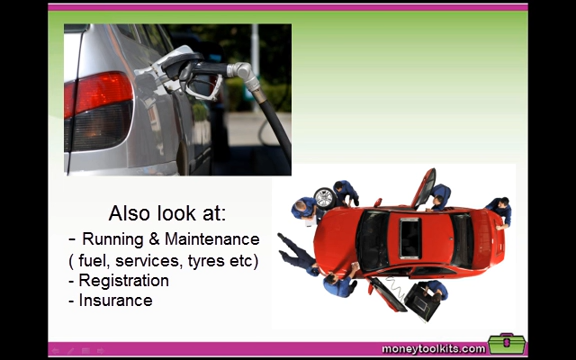 Also look at:
- Running & Maintenance
( fuel, services, tyres etc)
- Registration
- Insurance
moneytoolkits.com